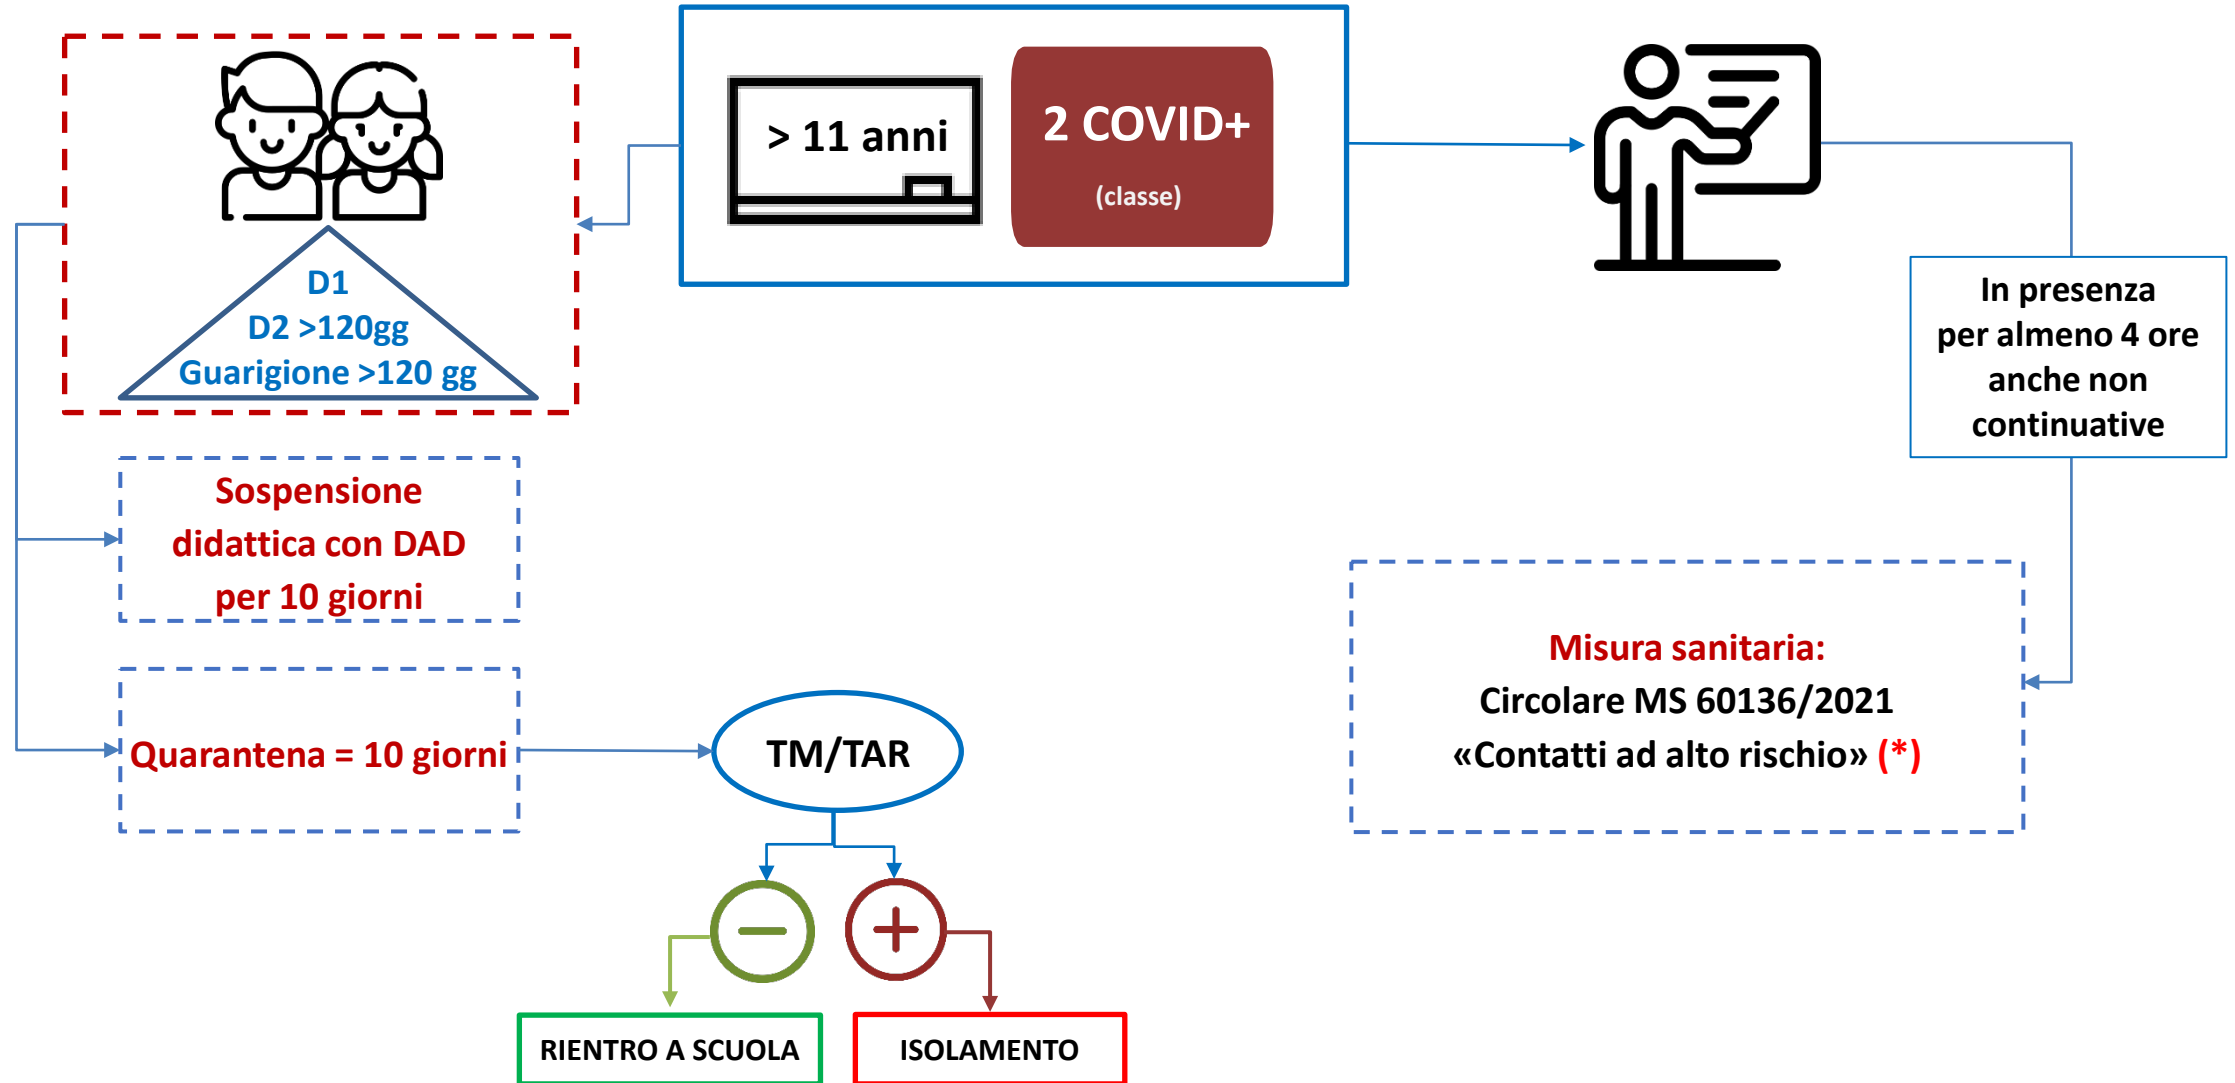 > 11 anni
2 COVID+
(classe)
D1
D2 >120gg
Guarigione >120 gg
In presenza
per almeno 4 ore
anche non
continuative
Sospensione
didattica con DAD
per 10 giorni
Misura sanitaria:
Circolare MS 60136/2021
«Contatti ad alto rischio» (*)
Quarantena = 10 giorni
TM/TAR
RIENTRO A SCUOLA
ISOLAMENTO